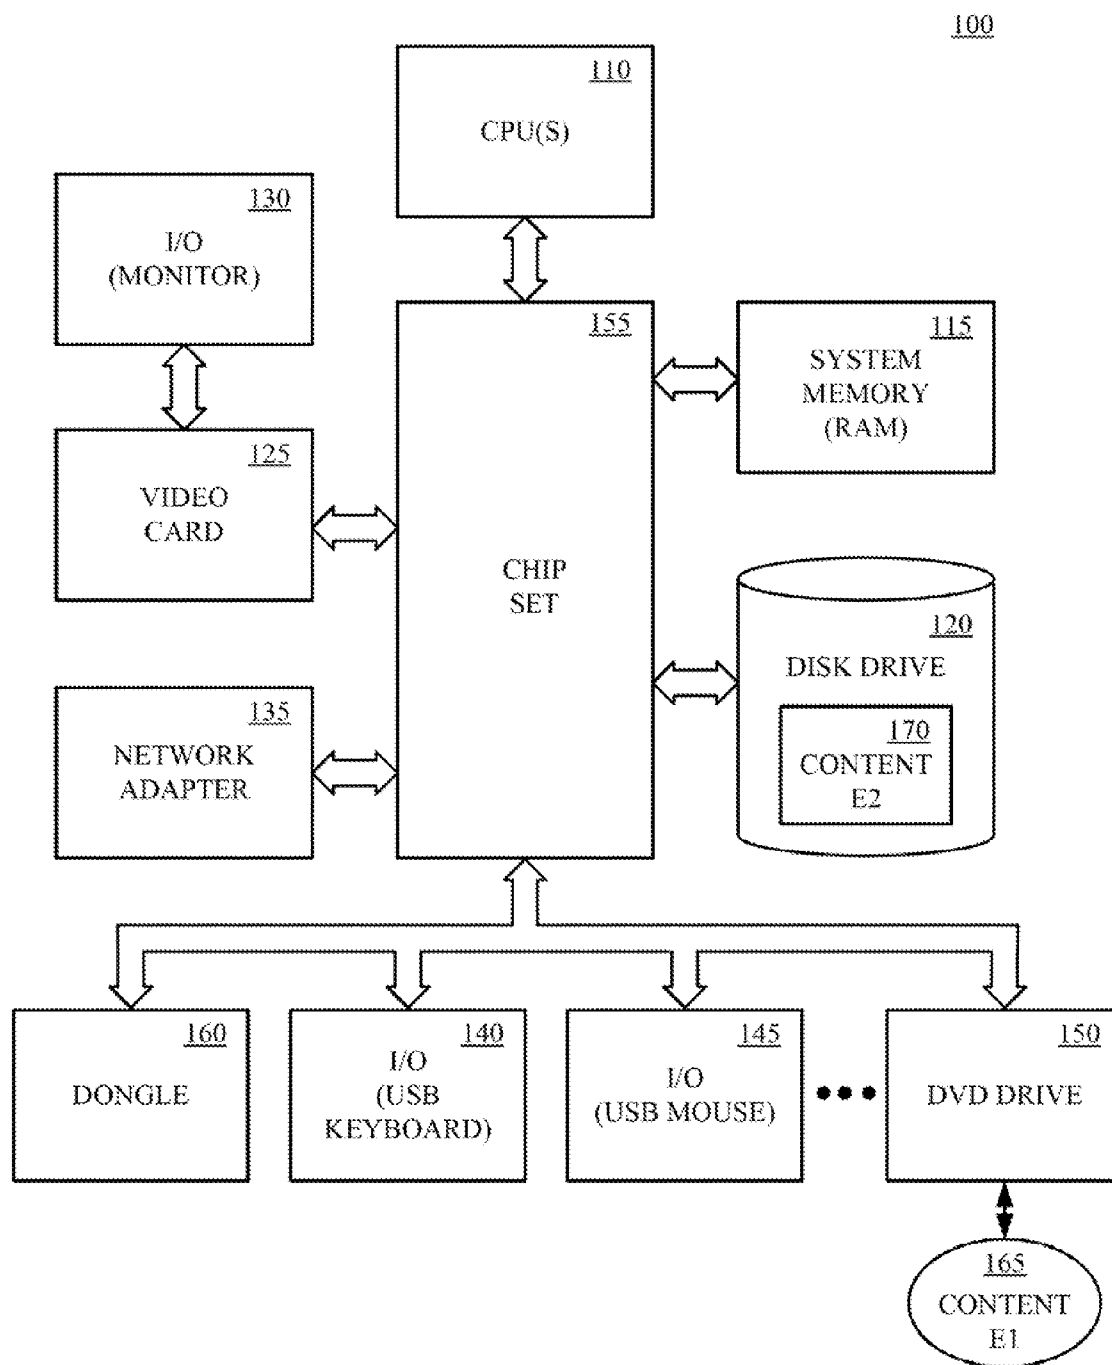 100
110
CPU(S)
130
I/O
(MONITOR)
155
CHIP
SET
115
SYSTEM
MEMORY
(RAM)
125
VIDEO
CARD
120
DISK DRIVE
170
CONTENT
E2
135
NETWORK
ADAPTER
160
DONGLE
140
I/O
(USB
KEYBOARD)
145
I/O
(USB MOUSE)
150
DVD DRIVE
165
CONTENT
E1